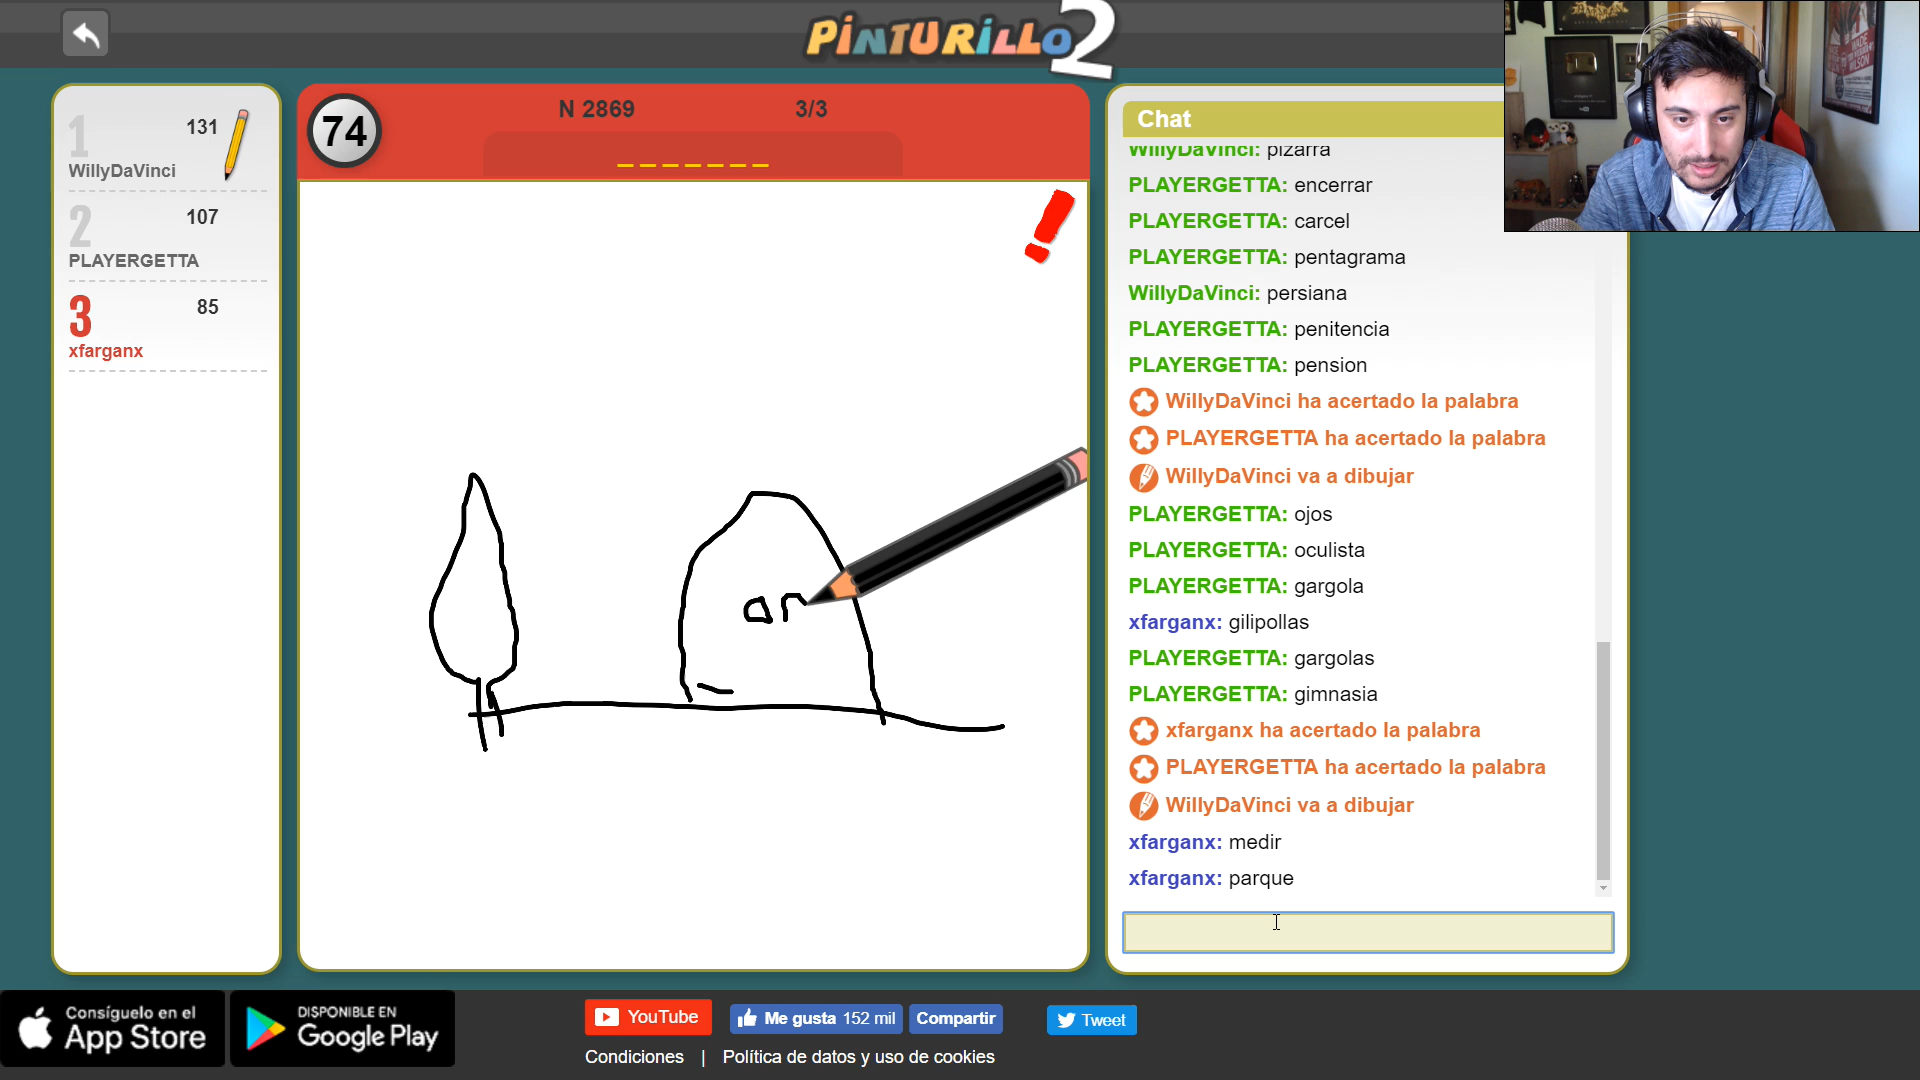 PINTURILLO 2
1
131
WillyDaVinci
2
107
PLAYERGETTA
3
85
xfarganx
74
N 2869
3/3
_ _ _ _ _ _ _
!
ar
Chat
WillyDaVinci: pizarra
PLAYERGETTA: encerrar
PLAYERGETTA: carcel
PLAYERGETTA: pentagrama
WillyDaVinci: persiana
PLAYERGETTA: penitencia
PLAYERGETTA: pension
WillyDaVinci ha acertado la palabra
PLAYERGETTA ha acertado la palabra
WillyDaVinci va a dibujar
PLAYERGETTA: ojos
PLAYERGETTA: oculista
PLAYERGETTA: gargola
xfarganx: gilipollas
PLAYERGETTA: gargolas
PLAYERGETTA: gimnasia
xfarganx ha acertado la palabra
PLAYERGETTA ha acertado la palabra
WillyDaVinci va a dibujar
xfarganx: medir
xfarganx: parque
Consíguelo en el
App Store
DISPONIBLE EN
Google Play
YouTube
Me gusta 152 mil
Compartir
Tweet
Condiciones | Política de datos y uso de cookies